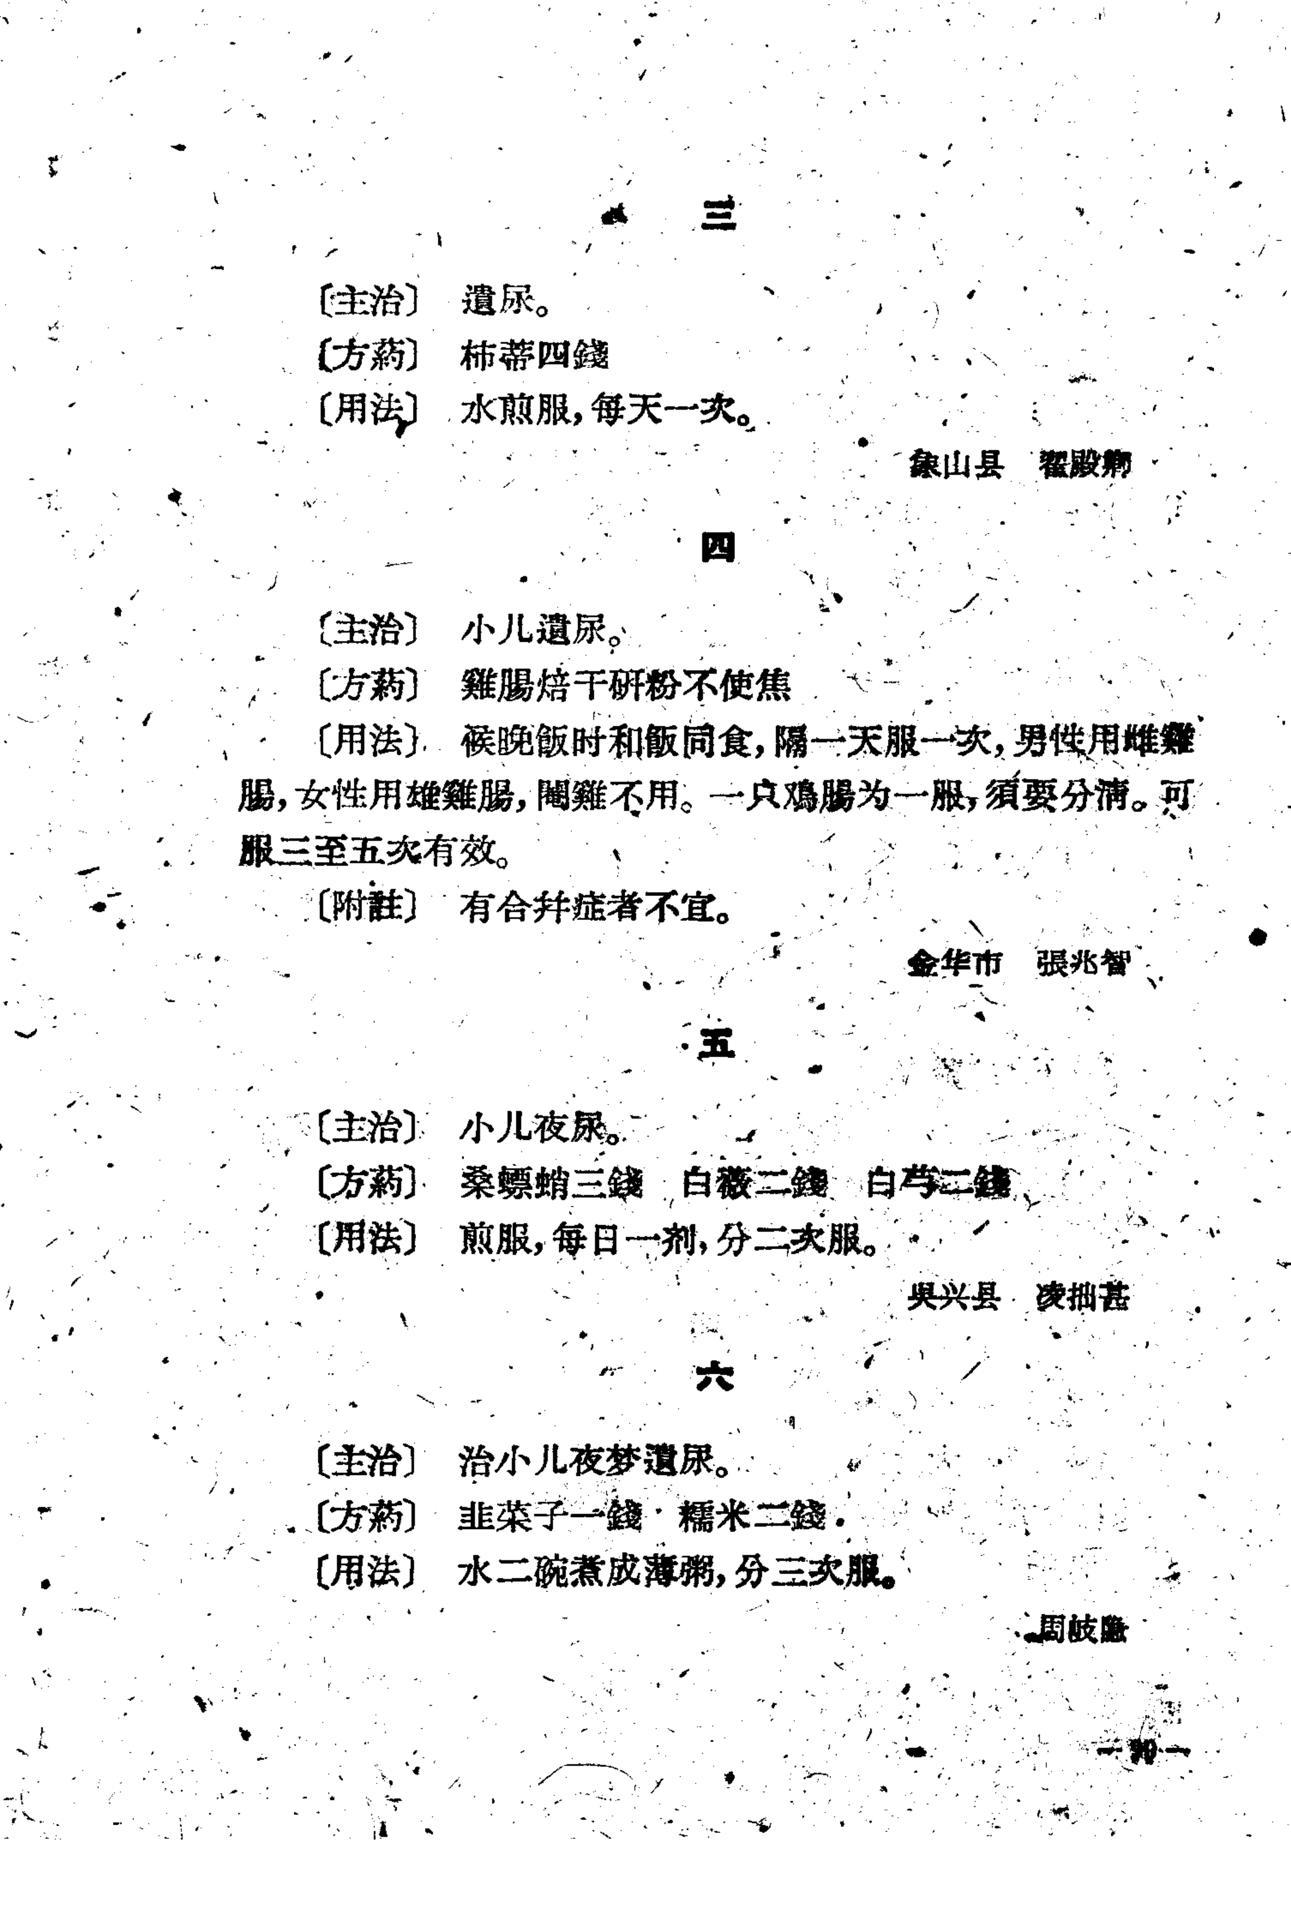 三
〔主治〕 遺尿。
〔方葯〕 柿蒂四錢
〔用法〕 水煎服，每天一次。
象山县 翟殿
四
〔主治〕 小儿遺尿。
〔方葯〕 雞腸焙干硏粉不使焦
〔用法〕 候晚飯时和飯同食，隔一天服一次，男性用雌雞
腸，女性用雄雞腸，閹雞不用。一只鸡腸为一服，須要分清。可
服三至五次有效。
〔附註〕 有合幷症者不宜。
金华市 張兆智
五
〔主治〕 小儿夜尿。
〔方葯〕 桑螵蛸三錢 白薇二錢 白芍二錢
〔用法〕 煎服，每日一剂，分二次服。
吳兴县 凌拙甚
六
〔主治〕 治小儿夜梦遺尿。
〔方葯〕 韭菜子一錢 糯米二錢．
〔用法〕 水二碗煮成薄粥，分三次服。
周岐隐